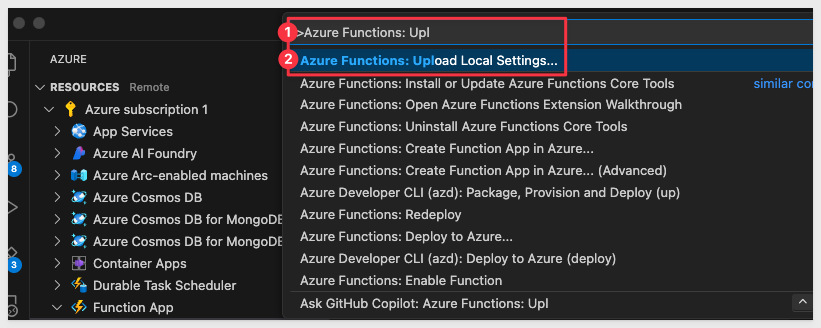 1
>Azure Functions: Upl
2
Azure Functions: Upload Local Settings...
AZURE
Azure Functions: Install or Update Azure Functions Core Tools
similar co
RESOURCES Remote
Azure Functions: Open Azure Functions Extension Walkthrough
Azure subscription 1
Azure Functions: Uninstall Azure Functions Core Tools
App Services
Azure Functions: Create Function App in Azure...
Azure AI Foundry
Azure Functions: Create Function App in Azure... (Advanced)
8
Azure Arc-enabled machines
Azure Developer CLI (azd): Package, Provision and Deploy (up)
Azure Cosmos DB
Azure Functions: Redeploy
Azure Cosmos DB for MongoDB
Azure Functions: Deploy to Azure...
Azure Cosmos DB for MongoDB
Azure Developer CLI (azd): Deploy to Azure (deploy)
3
Container Apps
Azure Functions: Enable Function
Durable Task Scheduler
Ask GitHub Copilot: Azure Functions: Upl
Function App